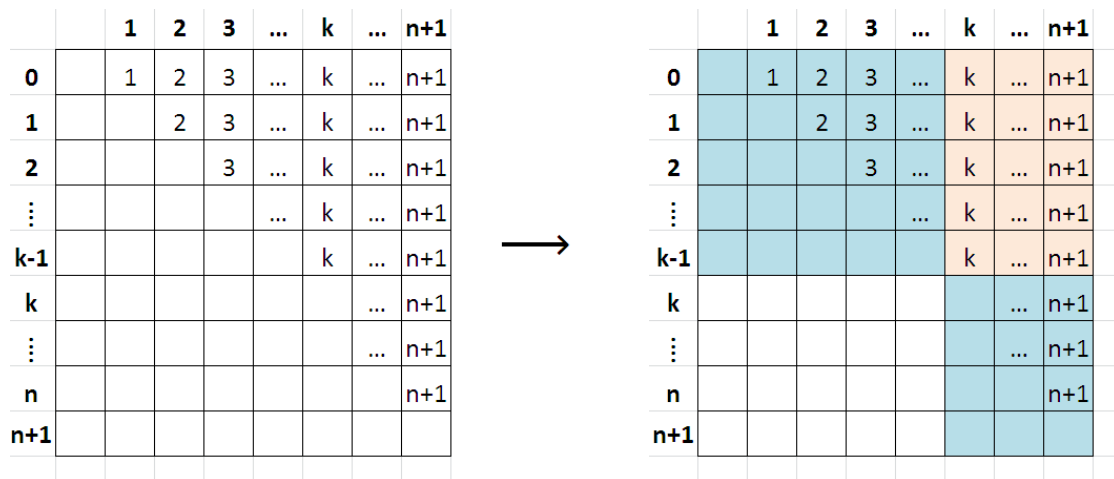 1 2 3 ... k ... n+1
0 1 2 3 ... k ... n+1
1 2 3 ... k ... n+1
2 3 ... k ... n+1
⋮ ... k ... n+1
k-1 k ... n+1
k ... n+1
⋮ ... n+1
n n+1
n+1
→
1 2 3 ... k ... n+1
0 1 2 3 ... k ... n+1
1 2 3 ... k ... n+1
2 3 ... k ... n+1
⋮ ... k ... n+1
k-1 k ... n+1
k ... n+1
⋮ ... n+1
n n+1
n+1